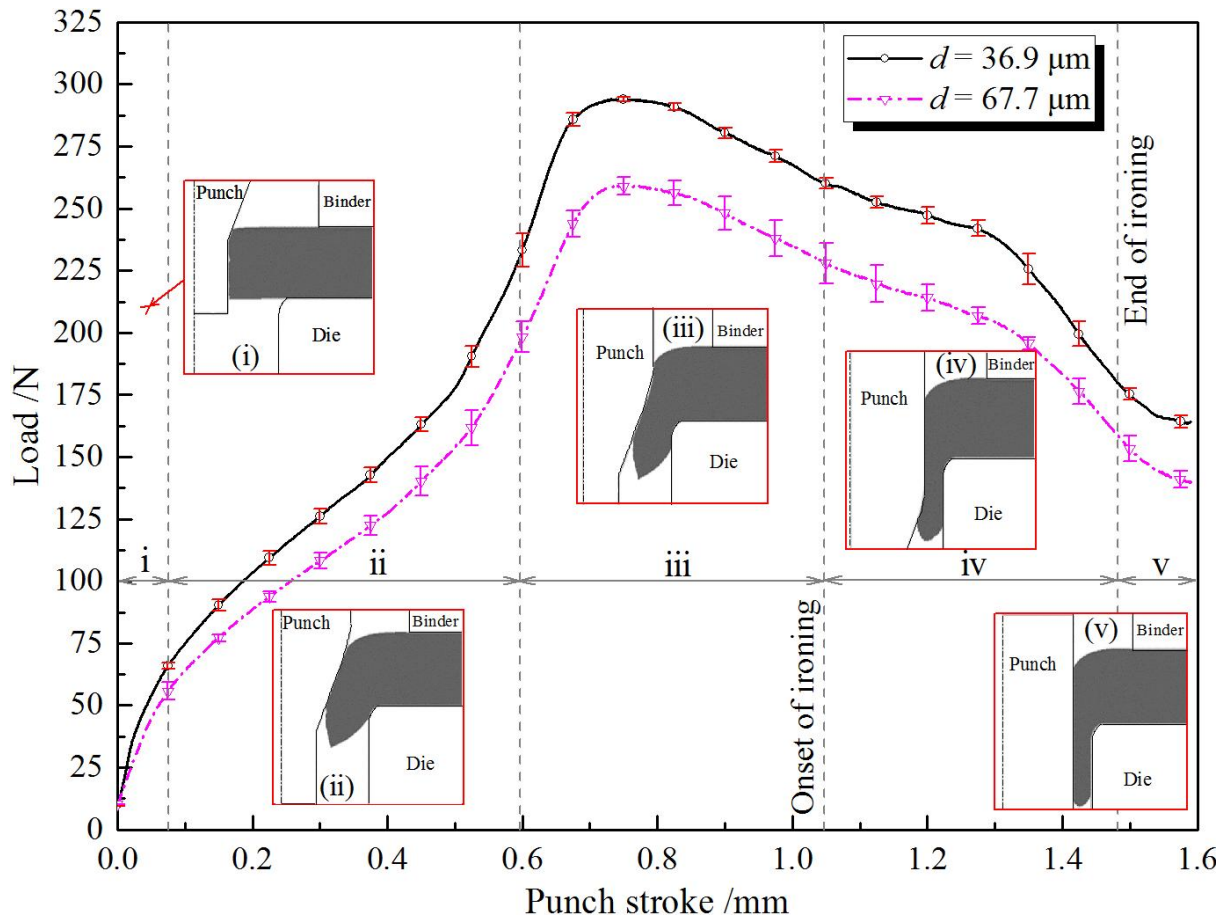 325
300
275
250
225
200
175
150
125
100
75
50
25
0
Load /N
0.0 0.2 0.4 0.6 0.8 1.0 1.2 1.4 1.6
Punch stroke /mm
d = 36.9 μm
d = 67.7 μm
Punch
Binder
Die
(i)
Punch
Binder
Die
(ii)
Punch
(iii)
Binder
Die
Punch
(iv)
Binder
Die
Punch
(v)
Binder
Die
i ii iii iv v
Onset of ironing
End of ironing